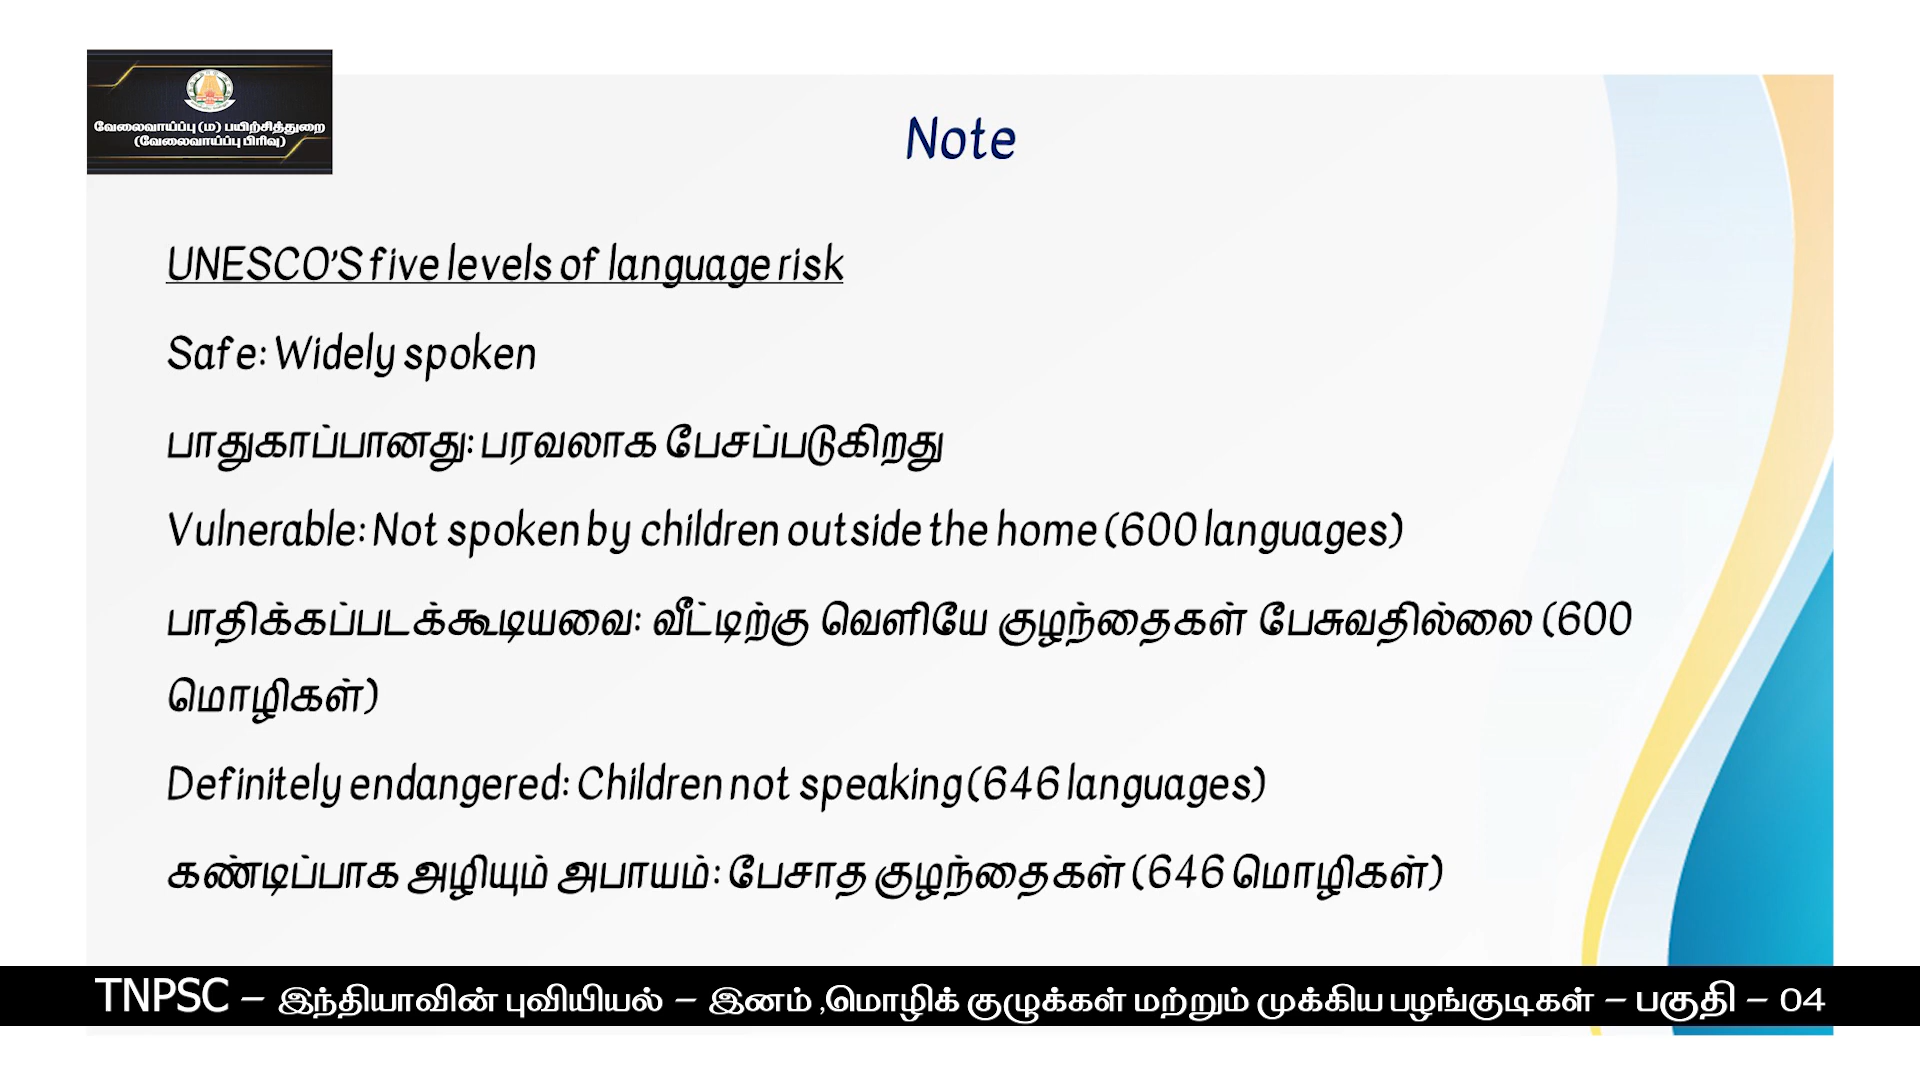 வேலைவாய்ப்பு (ம) பயிற்சித்துறை
(வேலைவாய்ப்பு பிரிவு)
Note
UNESCO'S five levels of language risk
Safe: Widely spoken
பாதுகாப்பானது: பரவலாக பேசப்படுகிறது
Vulnerable: Not spoken by children outside the home (600 languages)
பாதிக்கப்படக்கூடியவை: வீட்டிற்கு வெளியே குழந்தைகள் பேசுவதில்லை (600
மொழிகள்)
Definitely endangered: Children not speaking (646 languages)
கண்டிப்பாக அழியும் அபாயம்: பேசாத குழந்தைகள் (646 மொழிகள்)
TNPSC – இந்தியாவின் புவியியல் – இனம் ,மொழிக் குழுக்கள் மற்றும் முக்கிய பழங்குடிகள் – பகுதி – 04